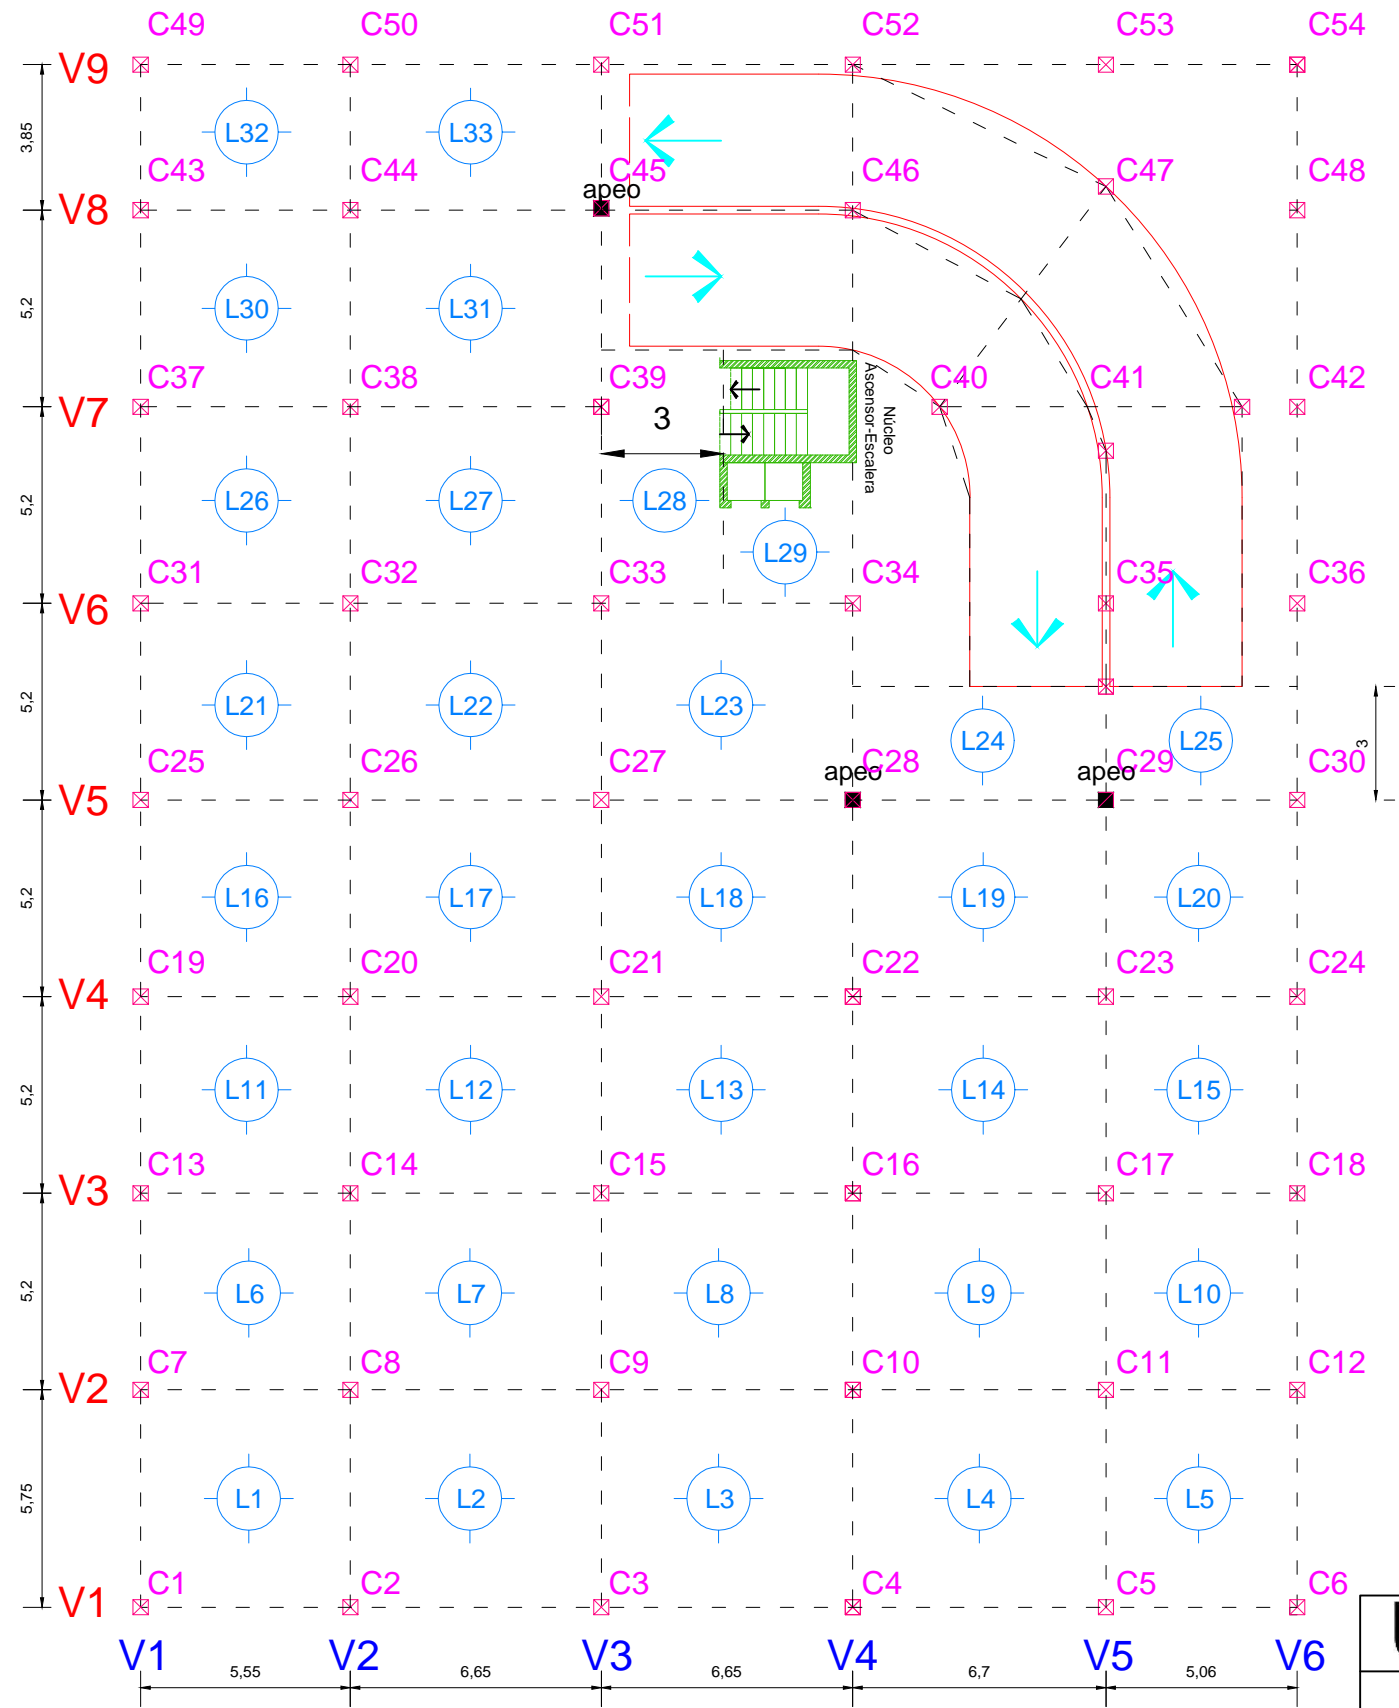 C49 C50 C51 C52 C53 C54
V9
3,85
L32 L33
C43 C44 C45 C46 C47 C48
apeo
V8
5,2
L30 L31
C37 C38 C39 C40 C41 C42
V7
3
Núcleo
Ascensor-Escalera
5,2
L26 L27 L28
L29
C31 C32 C33 C34 C35 C36
V6
5,2
L21 L22 L23 L24 L25
3
C25 C26 C27 C28 C29 C30
apeo apeo
V5
5,2
L16 L17 L18 L19 L20
C19 C20 C21 C22 C23 C24
V4
5,2
L11 L12 L13 L14 L15
C13 C14 C15 C16 C17 C18
V3
5,2
L6 L7 L8 L9 L10
C7 C8 C9 C10 C11 C12
V2
5,75
L1 L2 L3 L4 L5
C1 C2 C3 C4 C5 C6
V1
V1 V2 V3 V4 V5 V6
5,55 6,65 6,65 6,7 5,06